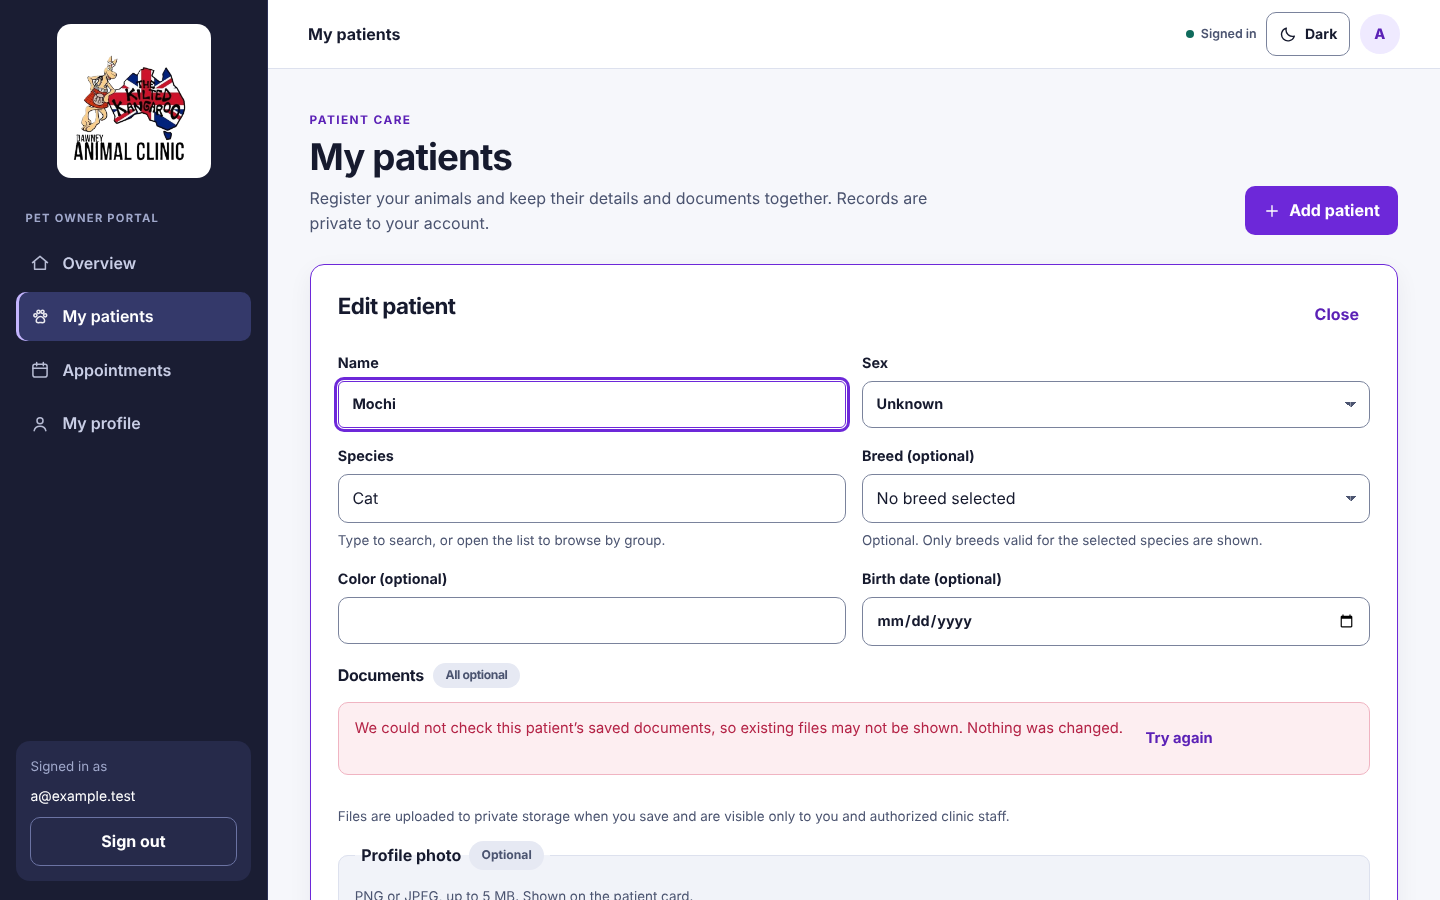 THE
KILTED
KANGAROO
DAWNEY
ANIMAL CLINIC
PET OWNER PORTAL
Overview
My patients
Appointments
My profile
Signed in as
a@example.test
Sign out
My patients
Signed in
Dark
A
PATIENT CARE
My patients
Register your animals and keep their details and documents together. Records are
private to your account.
Add patient
Edit patient
Close
Name
Mochi
Sex
Unknown
Species
Cat
Type to search, or open the list to browse by group.
Breed (optional)
No breed selected
Optional. Only breeds valid for the selected species are shown.
Color (optional)
Birth date (optional)
mm/dd/yyyy
Documents
All optional
We could not check this patient’s saved documents, so existing files may not be shown. Nothing was changed.
Try again
Files are uploaded to private storage when you save and are visible only to you and authorized clinic staff.
Profile photo
Optional
PNG or JPEG, up to 5 MB. Shown on the patient card.